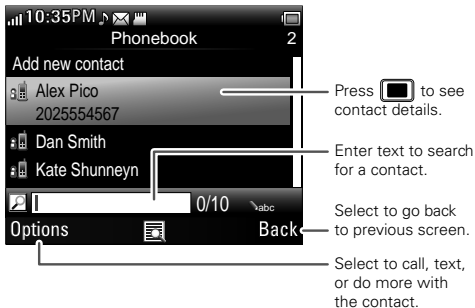 10:35PM
Phonebook 2
Add new contact
Alex Pico
2025554567
Dan Smith
Kate Shunneyn
0/10 abc
Options Back
Press to see
contact details.
Enter text to search
for a contact.
Select to go back
to previous screen.
Select to call, text,
or do more with
the contact.